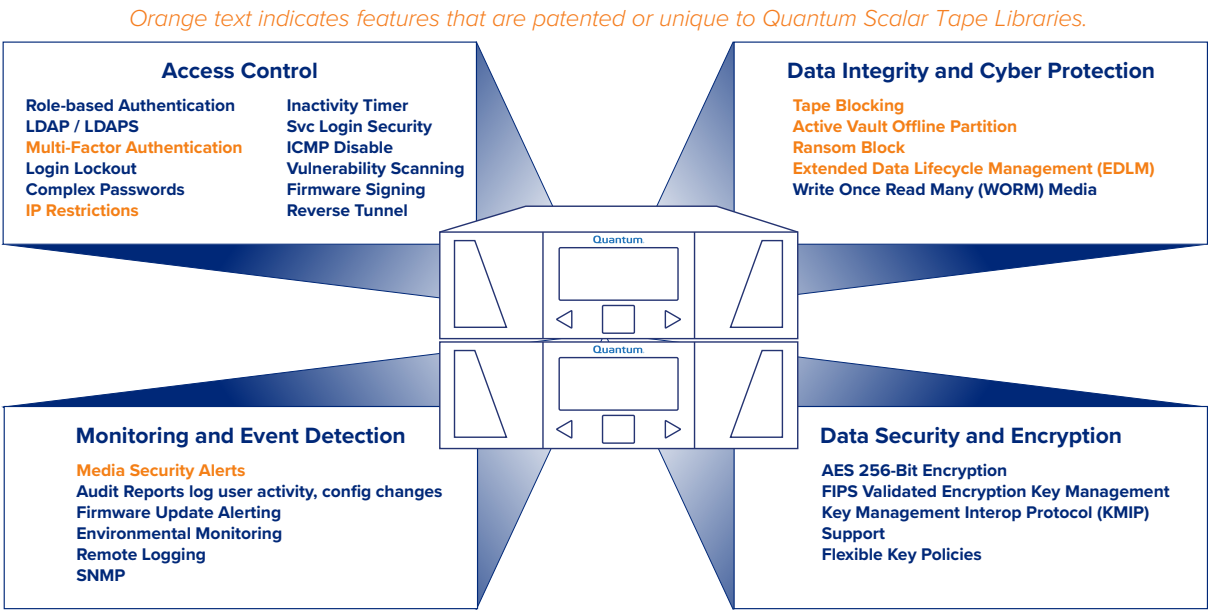 Orange text indicates features that are patented or unique to Quantum Scalar Tape Libraries.
Access Control
Role-based Authentication
LDAP / LDAPS
Multi-Factor Authentication
Login Lockout
Complex Passwords
IP Restrictions
Inactivity Timer
Svc Login Security
ICMP Disable
Vulnerability Scanning
Firmware Signing
Reverse Tunnel
Data Integrity and Cyber Protection
Tape Blocking
Active Vault Offline Partition
Ransom Block
Extended Data Lifecycle Management (EDLM)
Write Once Read Many (WORM) Media
Quantum
Quantum
Monitoring and Event Detection
Media Security Alerts
Audit Reports log user activity, config changes
Firmware Update Alerting
Environmental Monitoring
Remote Logging
SNMP
Data Security and Encryption
AES 256-Bit Encryption
FIPS Validated Encryption Key Management
Key Management Interop Protocol (KMIP)
Support
Flexible Key Policies